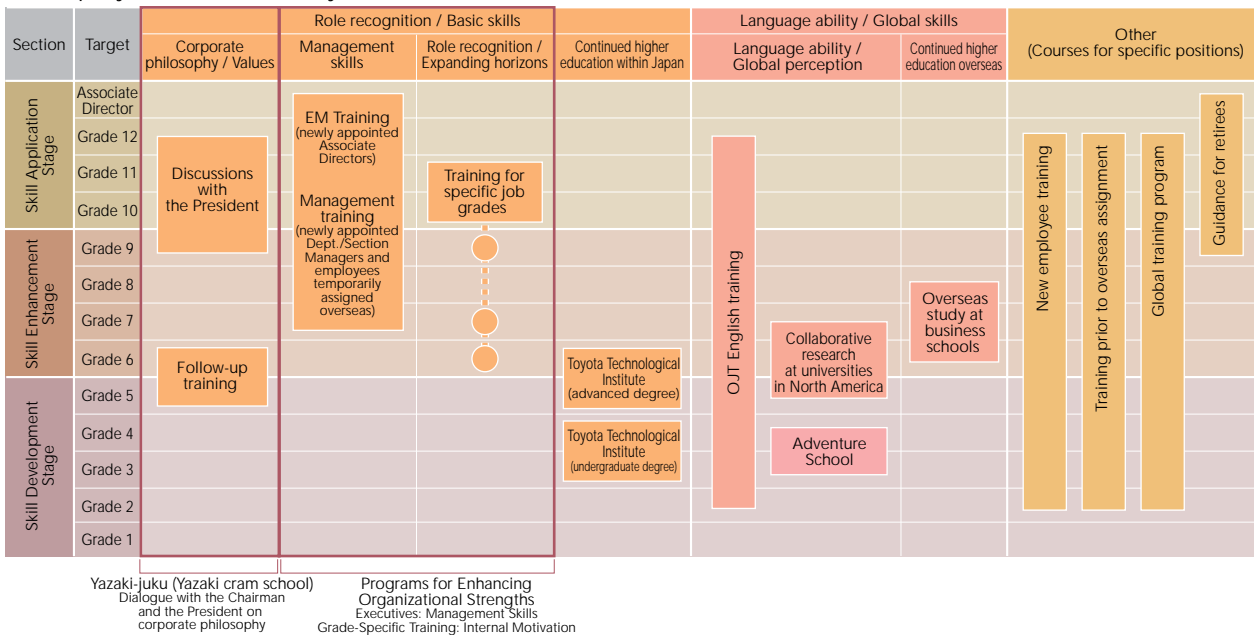 Section
Target
Role recognition / Basic skills
Language ability / Global skills
Other
(Courses for specific positions)
Corporate
philosophy / Values
Management
skills
Role recognition /
Expanding horizons
Continued higher
education within Japan
Language ability /
Global perception
Continued higher
education overseas
Skill Application
Stage
Skill Enhancement
Stage
Skill Development
Stage
Associate
Director
Grade 12
Grade 11
Grade 10
Grade 9
Grade 8
Grade 7
Grade 6
Grade 5
Grade 4
Grade 3
Grade 2
Grade 1
Discussions
with
the President
Follow-up
training
EM Training
(newly appointed
Associate
Directors)
Management
training
(newly appointed
Dept./Section
Managers and
employees
temporarily
assigned
overseas)
Training for
specific job
grades
Toyota Technological
Institute
(advanced degree)
Toyota Technological
Institute
(undergraduate degree)
OJT English training
Collaborative
research
at universities
in North America
Adventure
School
Overseas
study at
business
schools
New employee training
Training prior to overseas assignment
Global training program
Guidance for retirees
Yazaki-juku (Yazaki cram school)
Dialogue with the Chairman
and the President on
corporate philosophy
Programs for Enhancing
Organizational Strengths
Executives: Management Skills
Grade-Specific Training: Internal Motivation